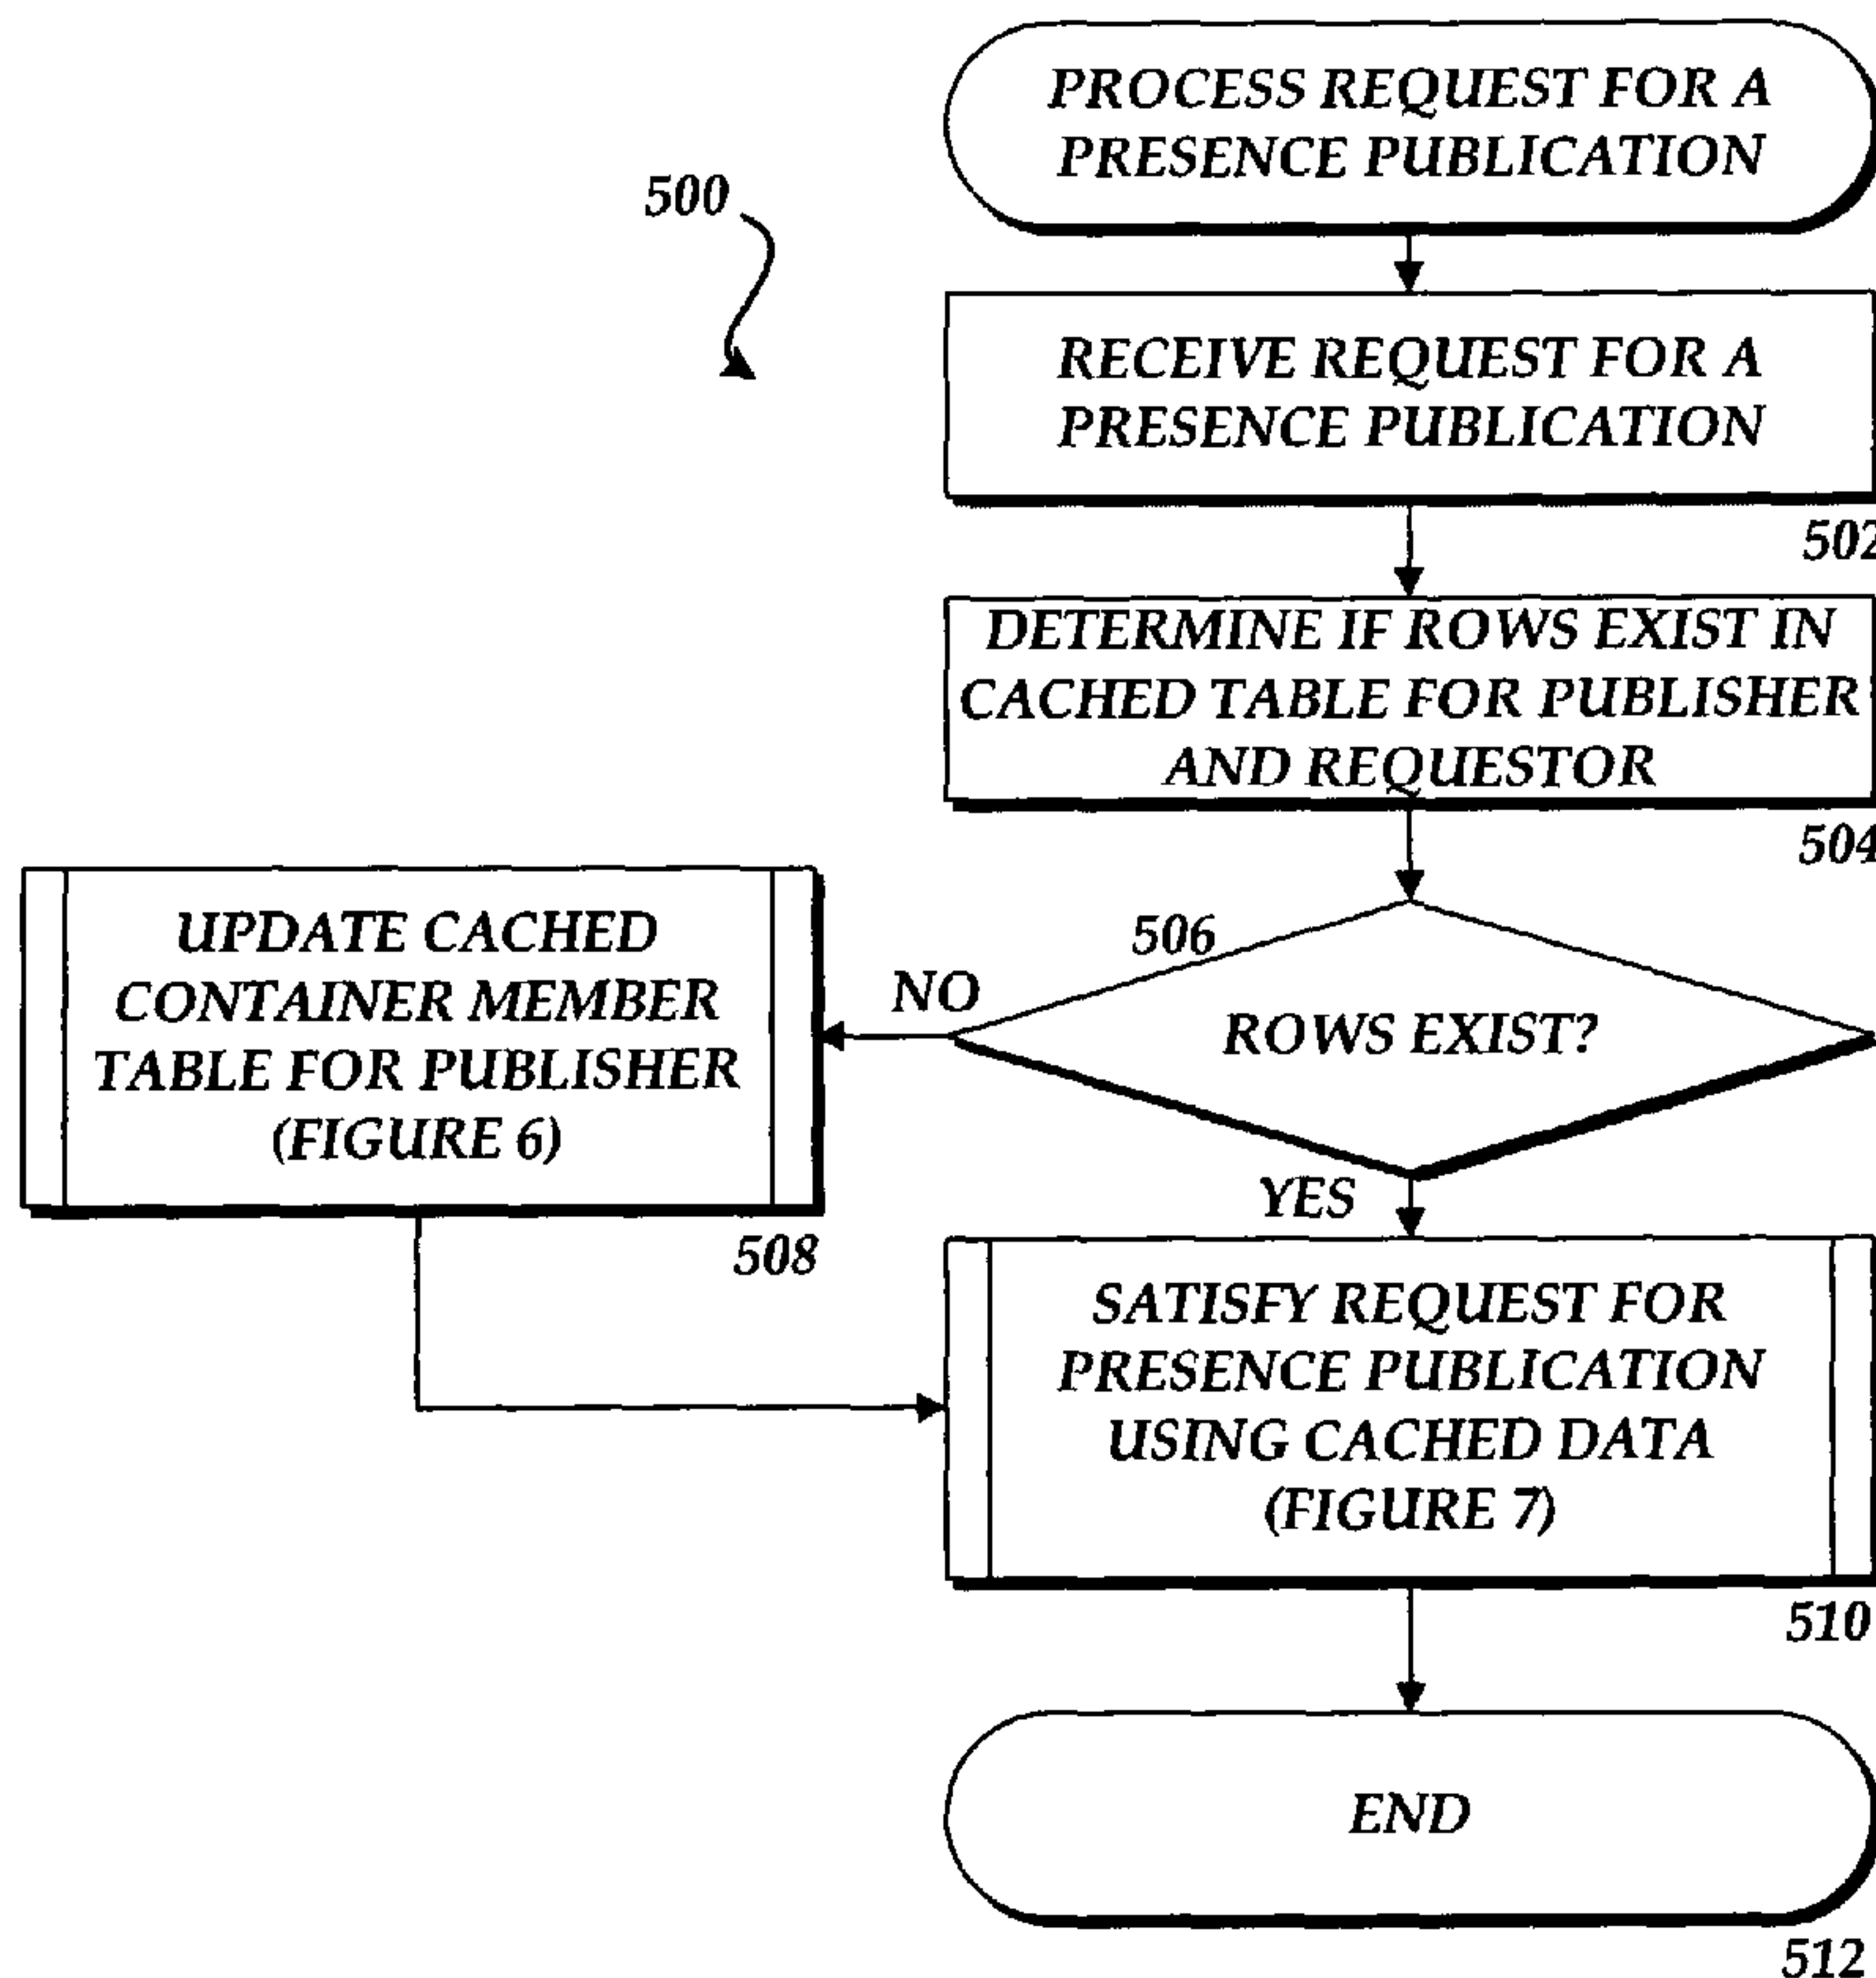 PROCESS REQUEST FOR A
PRESENCE PUBLICATION
500
RECEIVE REQUEST FOR A
PRESENCE PUBLICATION
502
DETERMINE IF ROWS EXIST IN
CACHED TABLE FOR PUBLISHER
AND REQUESTOR
504
506
NO
ROWS EXIST?
YES
UPDATE CACHED
CONTAINER MEMBER
TABLE FOR PUBLISHER
(FIGURE 6)
508
SATISFY REQUEST FOR
PRESENCE PUBLICATION
USING CACHED DATA
(FIGURE 7)
510
END
512